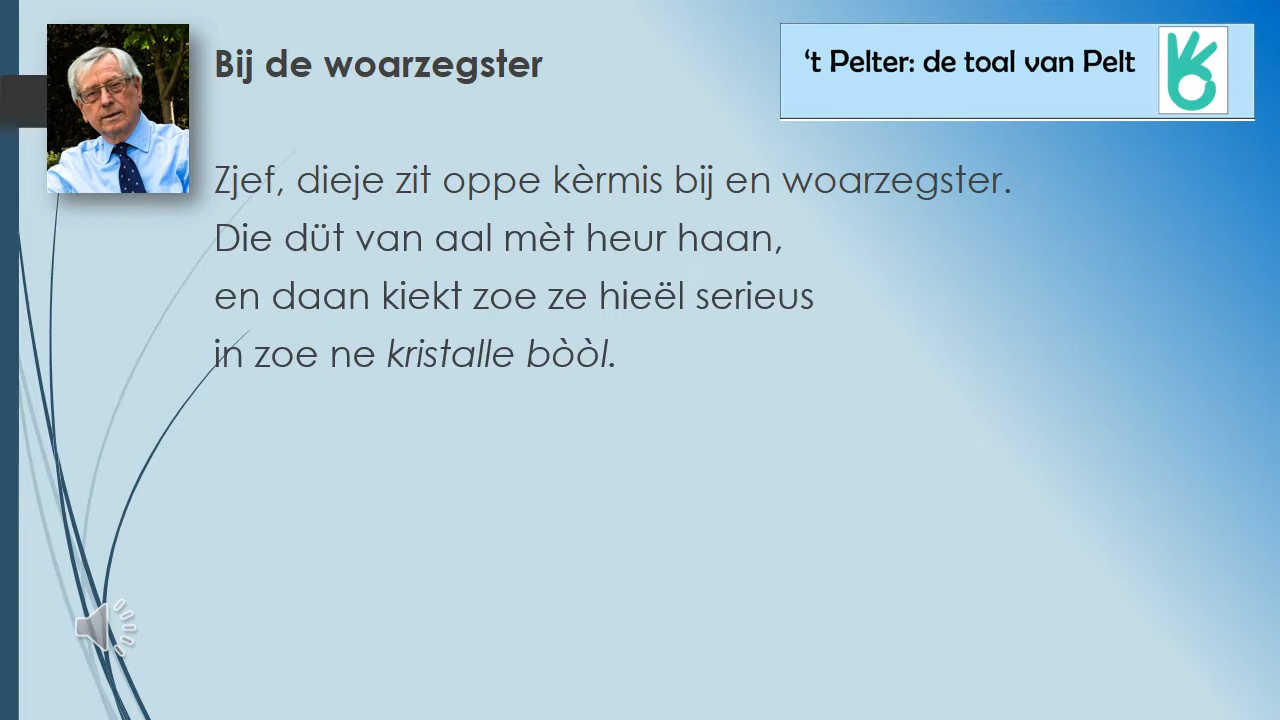 Bij de woarzegster
‘t Pelter: de toal van Pelt
Zjef, dieje zit oppe kèrmis bij en woarzegster.
Die düt van aal mèt heur haan,
en daan kiekt zoe ze hieël serieus
in zoe ne kristalle bòòl.